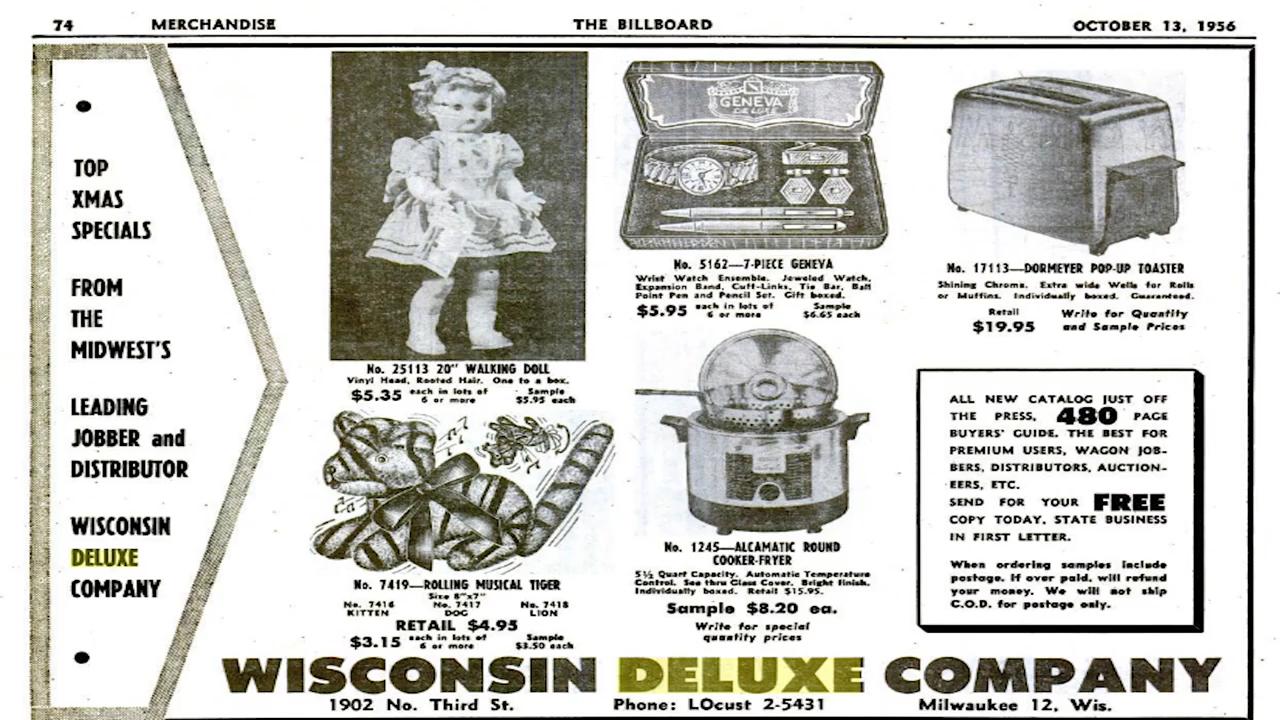 74 MERCHANDISE THE BILLBOARD OCTOBER 13, 1956
TOP
XMAS
SPECIALS
FROM
THE
MIDWEST'S
LEADING
JOBBER and
DISTRIBUTOR
WISCONSIN
DELUXE
COMPANY
No. 25113 20" WALKING DOLL
Vinyl Head, Rooted Hair. One to a box.
$5.35 each in lots of 6 or more Sample $5.95 each
GENEVA
DELUXE
No. 5162—7-PIECE GENEVA
Wrist Watch Ensemble. Jeweled Watch,
Expansion Band, Cuff-Links, Tie Bar, Ball
Point Pen and Pencil Set. Gift boxed.
$5.95 each in lots of 6 or more Sample $6.65 each
No. 17113—DORMEYER POP-UP TOASTER
Shining Chrome. Extra wide Wells for Rolls
or Muffins. Individually boxed. Guaranteed.
Retail
$19.95
Write for Quantity
and Sample Prices
No. 7419—ROLLING MUSICAL TIGER
Size 8"x7"
No. 7416 No. 7417 No. 7418
KITTEN DOG LION
RETAIL $4.95
$3.15 each in lots of 6 or more Sample $3.50 each
No. 1245—ALCAMATIC ROUND
COOKER-FRYER
5½ Quart Capacity. Automatic Temperature
Control. See thru Glass Cover. Bright finish.
Individually boxed. Retail $15.95.
Sample $8.20 ea.
Write for special
quantity prices
ALL NEW CATALOG JUST OFF
THE PRESS, 480 PAGE
BUYERS' GUIDE. THE BEST FOR
PREMIUM USERS, WAGON JOB-
BERS, DISTRIBUTORS, AUCTION-
EERS, ETC.
SEND FOR YOUR FREE
COPY TODAY. STATE BUSINESS
IN FIRST LETTER.
When ordering samples include
postage. If over paid, will refund
your money. We will not ship
C.O.D. for postage only.
WISCONSIN DELUXE COMPANY
1902 No. Third St. Phone: LOcust 2-5431 Milwaukee 12, Wis.